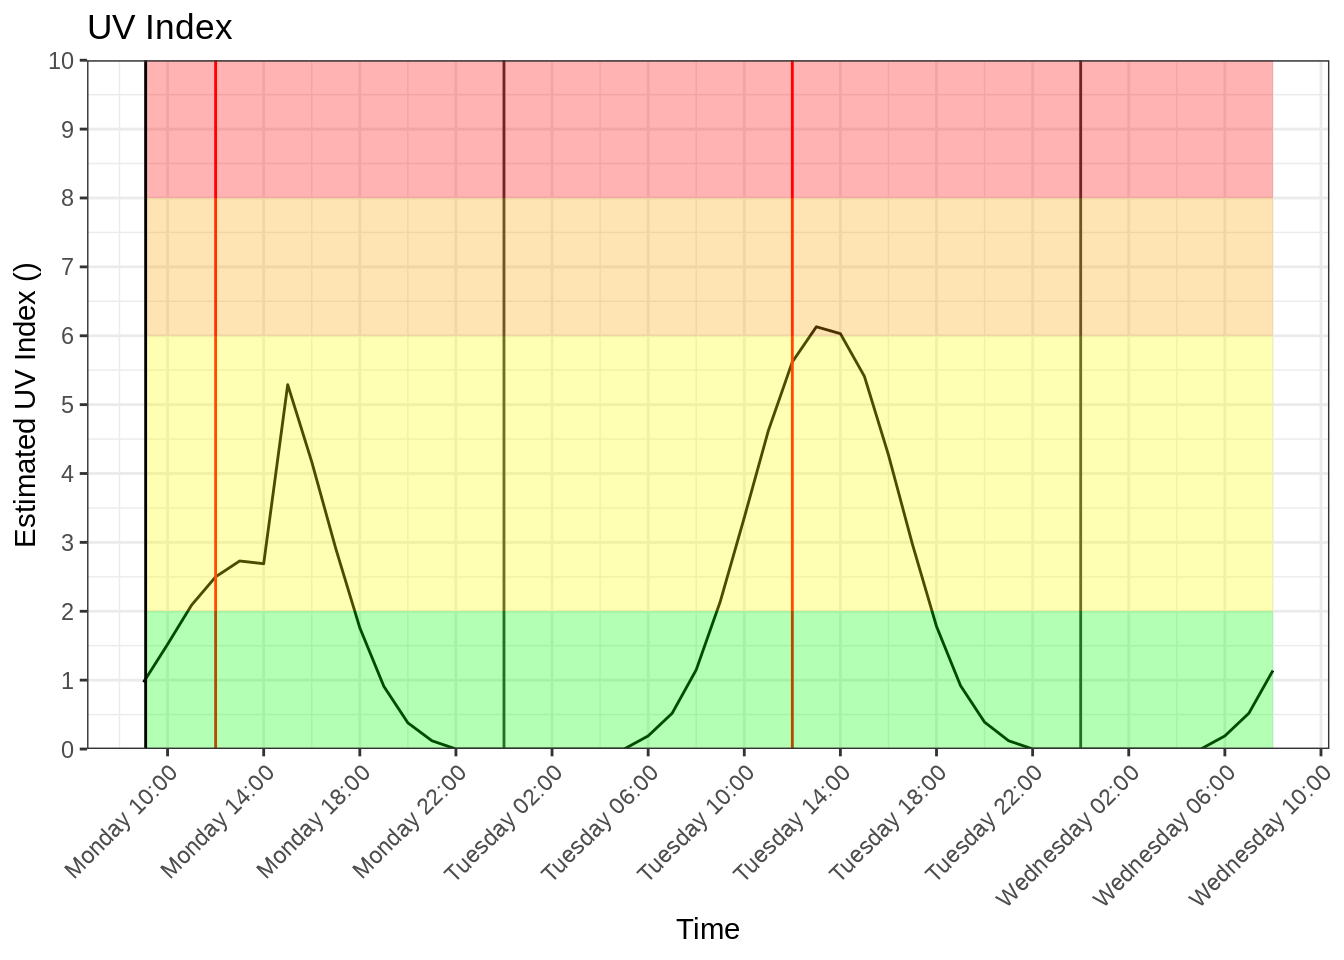 UV Index
10
9
8
7
6
5
4
3
2
1
0
Estimated UV Index ()
Monday 10:00
Monday 14:00
Monday 18:00
Monday 22:00
Tuesday 02:00
Tuesday 06:00
Tuesday 10:00
Tuesday 14:00
Tuesday 18:00
Tuesday 22:00
Wednesday 02:00
Wednesday 06:00
Wednesday 10:00
Time